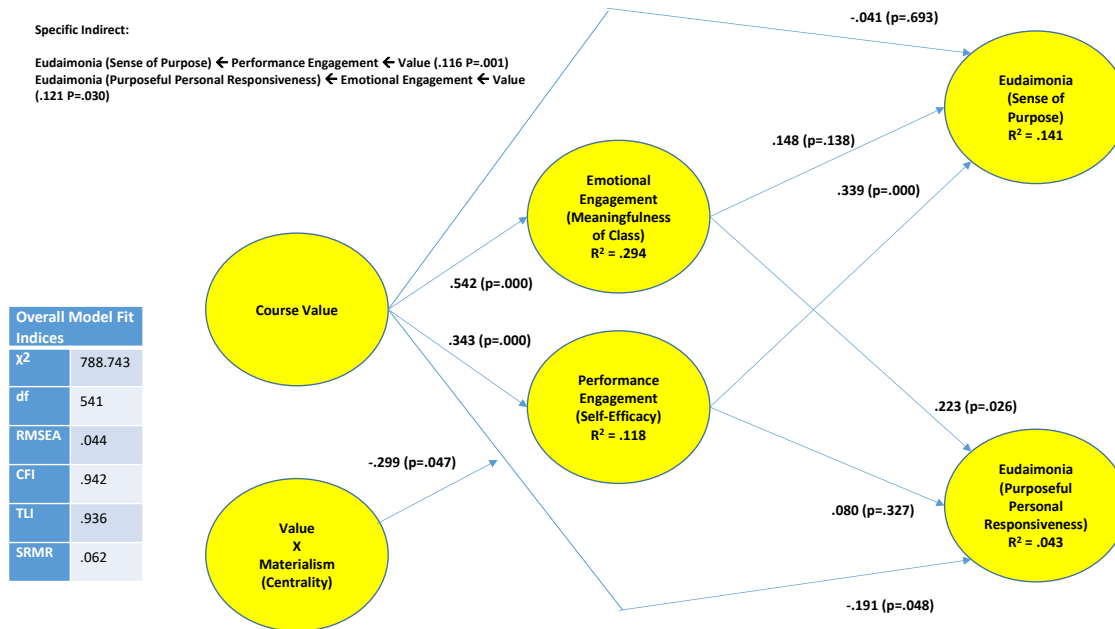 Specific Indirect:
Eudaimonia (Sense of Purpose) ← Performance Engagement ← Value (.116 P=.001)
Eudaimonia (Purposeful Personal Responsiveness) ← Emotional Engagement ← Value
(.121 P=.030)
-.041 (p=.693)
Eudaimonia
(Sense of
Purpose)
R² = .141
.148 (p=.138)
.339 (p=.000)
Emotional
Engagement
(Meaningfulness
of Class)
R² = .294
.542 (p=.000)
Course Value
.343 (p=.000)
Overall Model Fit
Indices
χ2 788.743
df 541
RMSEA .044
CFI .942
TLI .936
SRMR .062
Performance
Engagement
(Self-Efficacy)
R² = .118
.223 (p=.026)
-.299 (p=.047)
Value
X
Materialism
(Centrality)
.080 (p=.327)
Eudaimonia
(Purposeful
Personal
Responsiveness)
R² = .043
-.191 (p=.048)